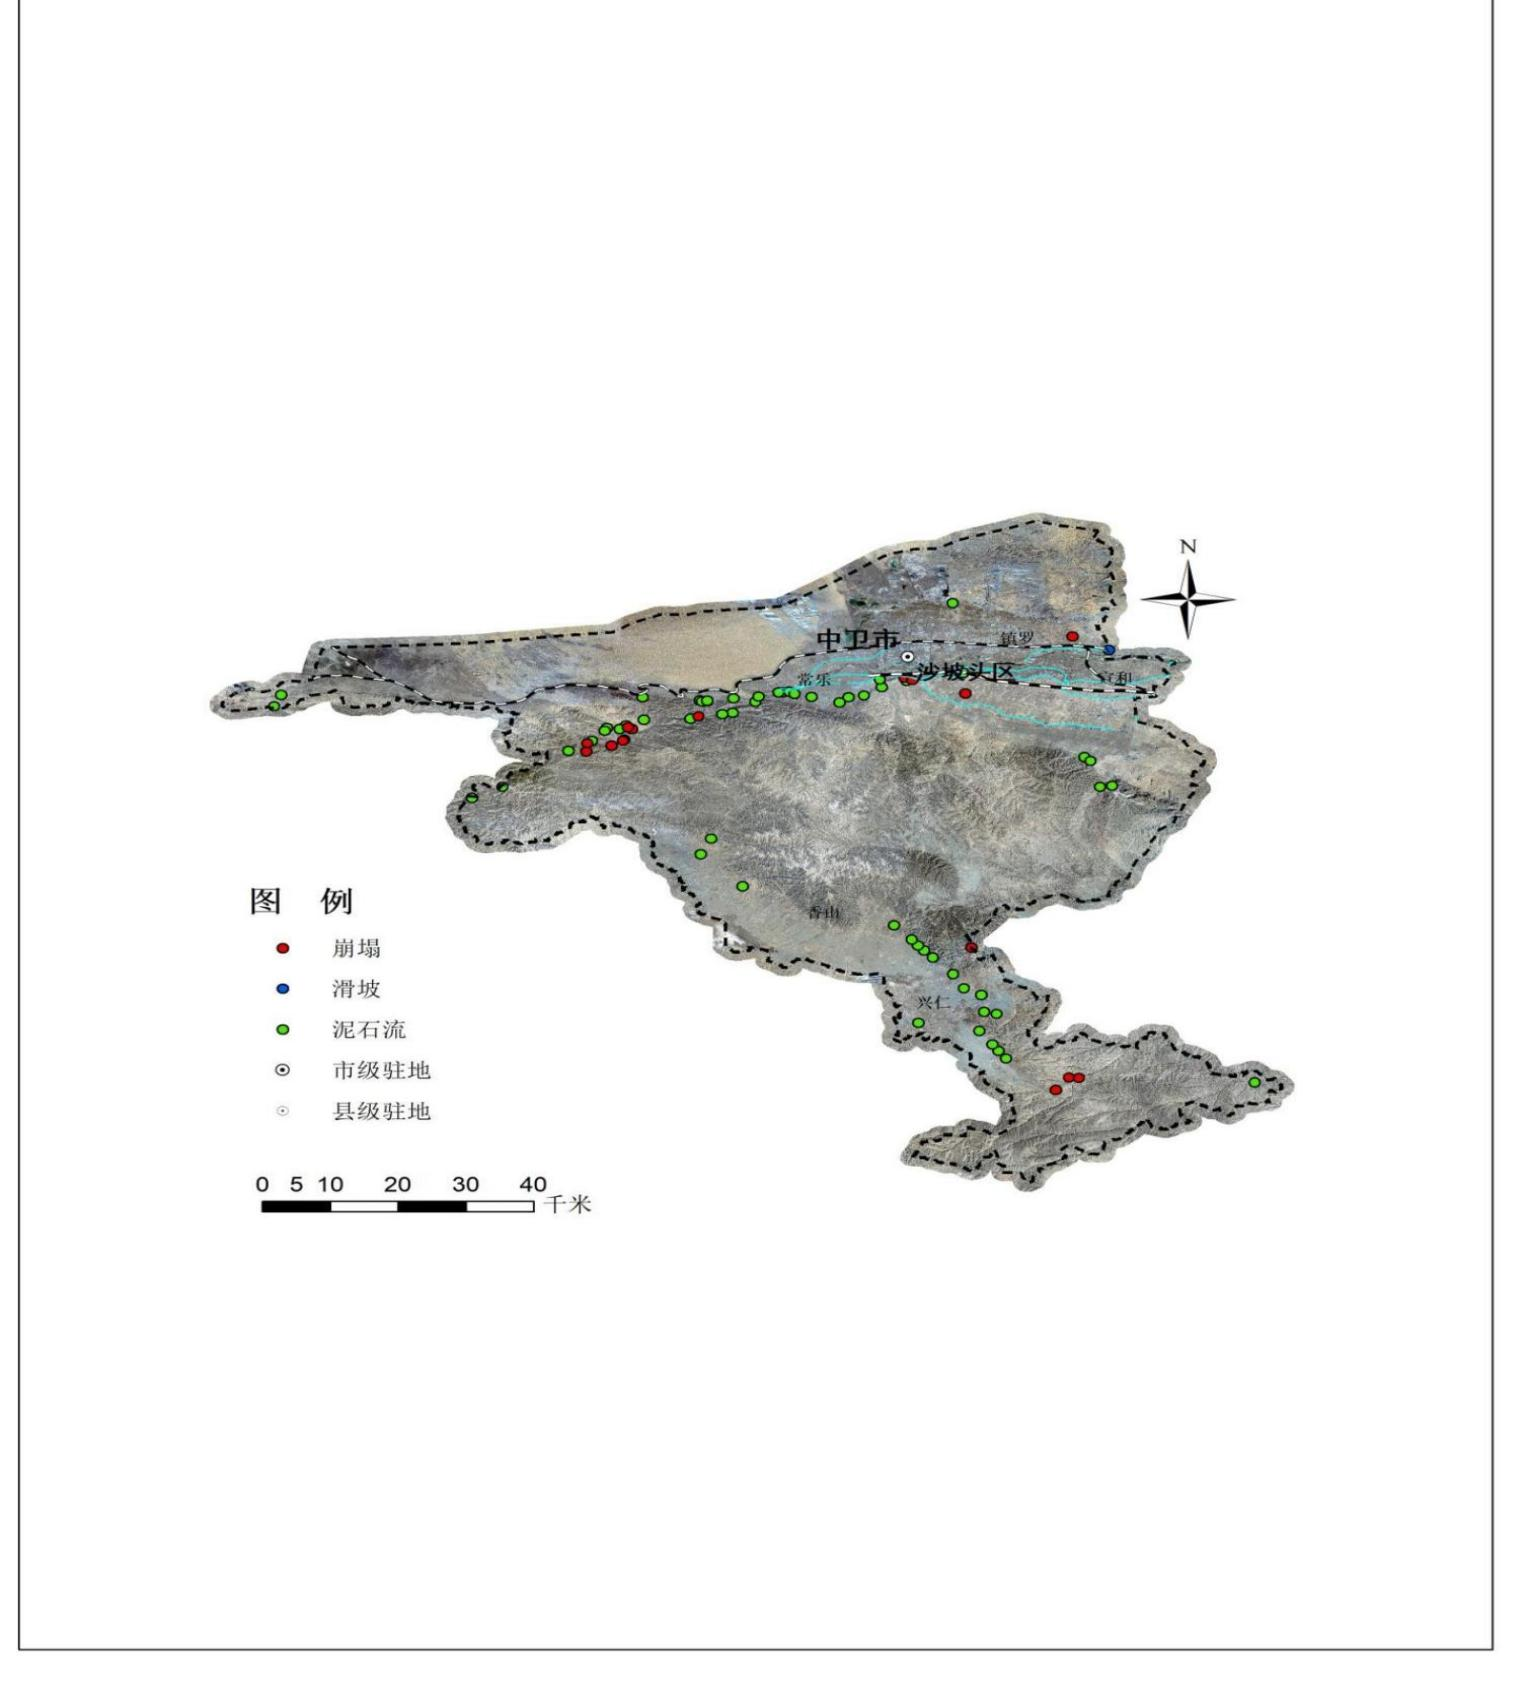 N
中卫市
镇罗
沙坡头区
常乐
宣和
香山
兴仁
图 例
崩塌
滑坡
泥石流
市级驻地
县级驻地
0 5 10 20 30 40
千米